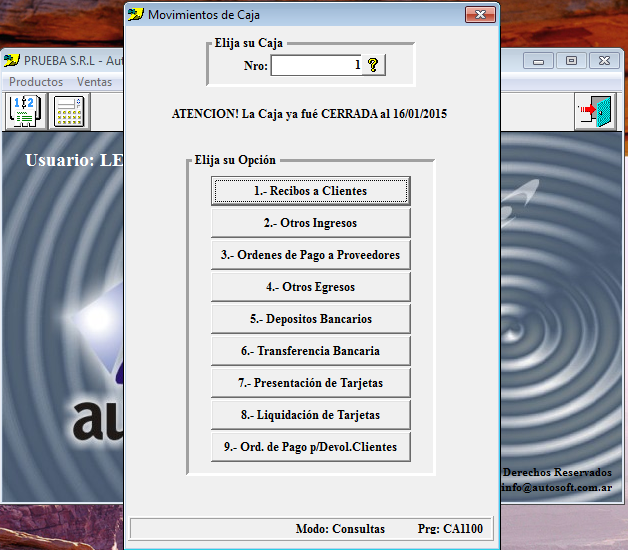 Movimientos de Caja
Elija su Caja
Nro: 1 ?
PRUEBA S.R.L - Au
Productos Ventas
1 2
ATENCION! La Caja ya fué CERRADA al 16/01/2015
Usuario: LE
Elija su Opción
1.- Recibos a Clientes
2.- Otros Ingresos
3.- Ordenes de Pago a Proveedores
4.- Otros Egresos
5.- Depositos Bancarios
6.- Transferencia Bancaria
7.- Presentación de Tarjetas
8.- Liquidación de Tarjetas
9.- Ord. de Pago p/Devol.Clientes
au
Derechos Reservados
info@autosoft.com.ar
Modo: Consultas Prg: CA1100